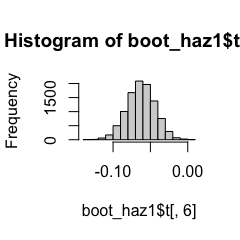 Histogram of boot_haz1$t
Frequency
1500
0
-0.10
0.00
boot_haz1$t[, 6]